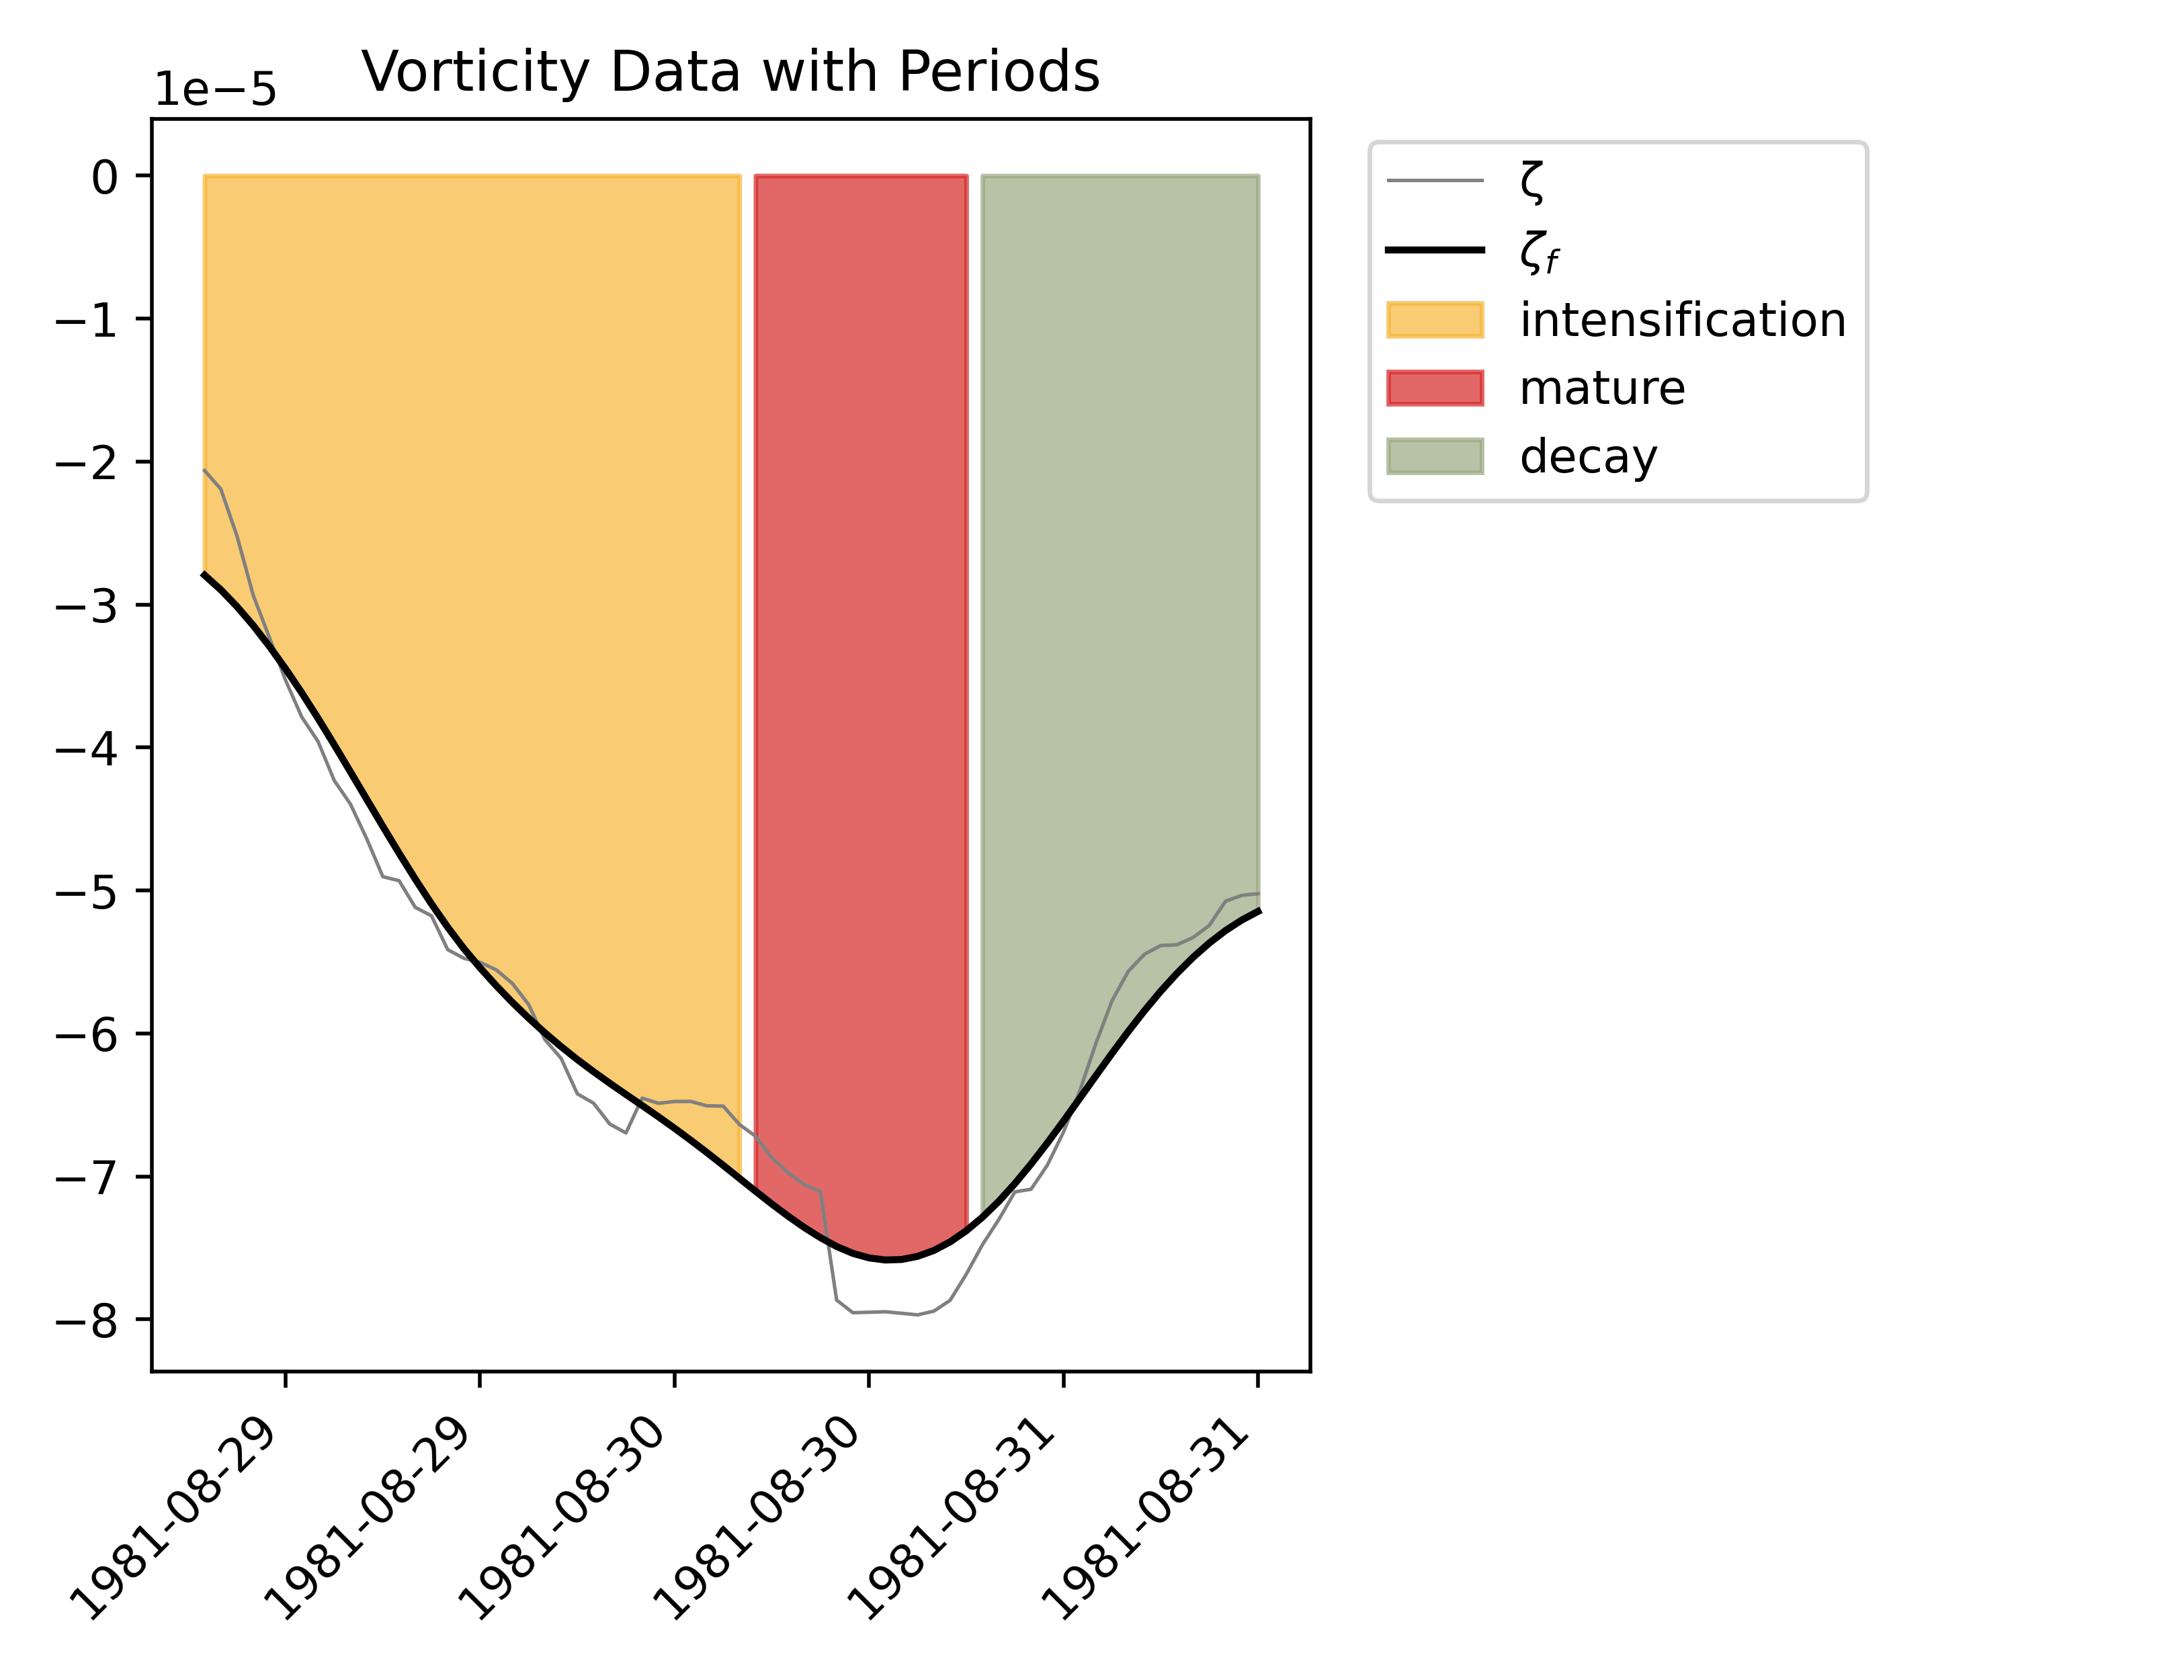 Vorticity Data with Periods
1e−5
0
−1
−2
−3
−4
−5
−6
−7
−8
1981-08-29
1981-08-29
1981-08-30
1981-08-30
1981-08-31
1981-08-31
ζ
ζf
intensification
mature
decay